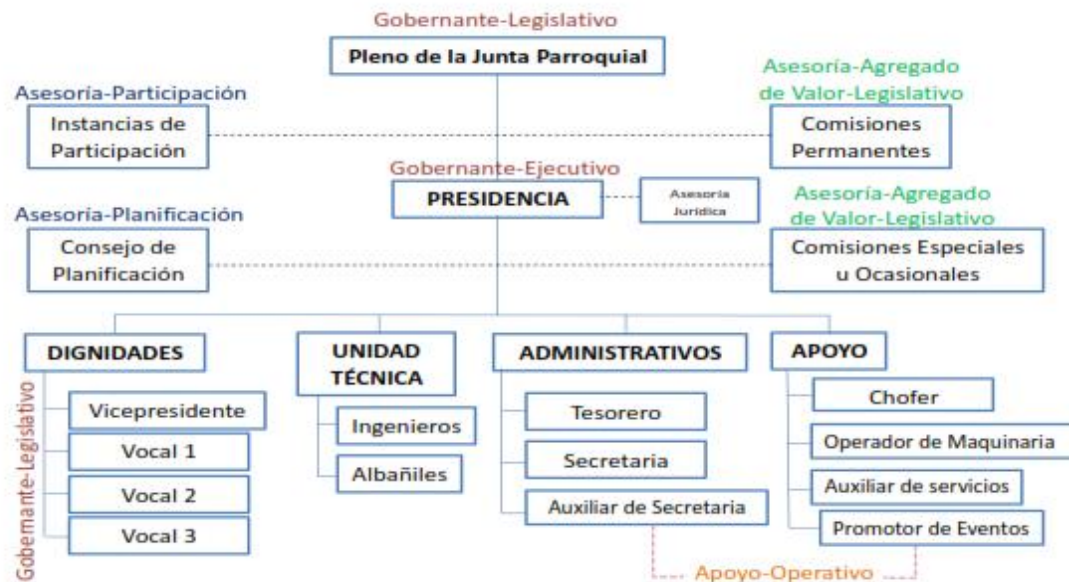 Gobernante-Legislativo
Pleno de la Junta Parroquial
Asesoría-Participación
Instancias de
Participación
Asesoría-Agregado
de Valor-Legislativo
Comisiones
Permanentes
Gobernante-Ejecutivo
PRESIDENCIA
Asesoría
Jurídica
Asesoría-Planificación
Consejo de
Planificación
Asesoría-Agregado
de Valor-Legislativo
Comisiones Especiales
u Ocasionales
DIGNIDADES
Gobernante-Legislativo
Vicepresidente
Vocal 1
Vocal 2
Vocal 3
UNIDAD
TÉCNICA
Ingenieros
Albañiles
ADMINISTRATIVOS
Tesorero
Secretaria
Auxiliar de Secretaria
APOYO
Chofer
Operador de Maquinaria
Auxiliar de servicios
Promotor de Eventos
Apoyo-Operativo